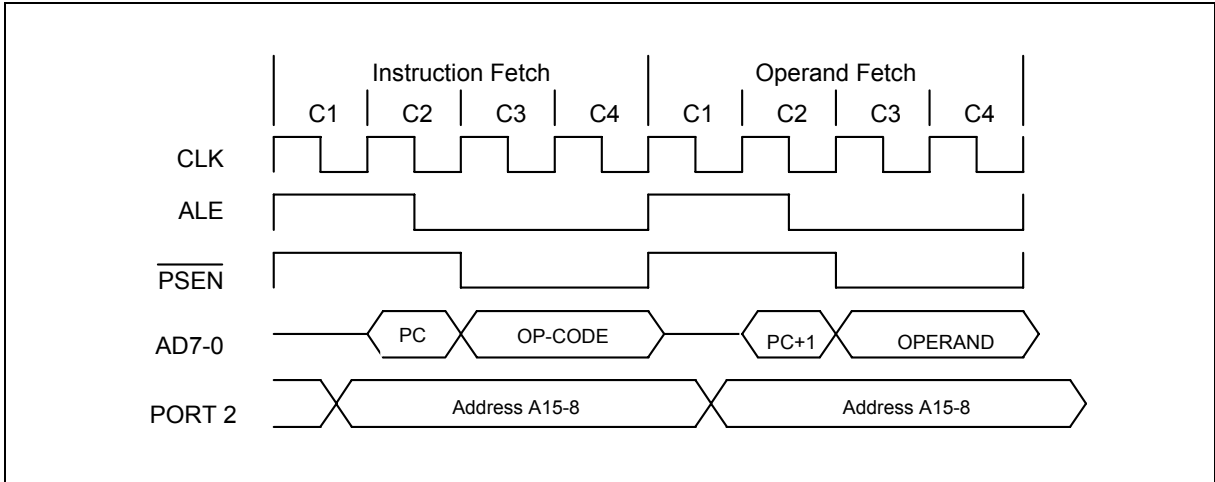 Instruction Fetch Operand Fetch
C1 C2 C3 C4 C1 C2 C3 C4
CLK
ALE
PSEN
AD7-0 PC OP-CODE PC+1 OPERAND
PORT 2 Address A15-8 Address A15-8